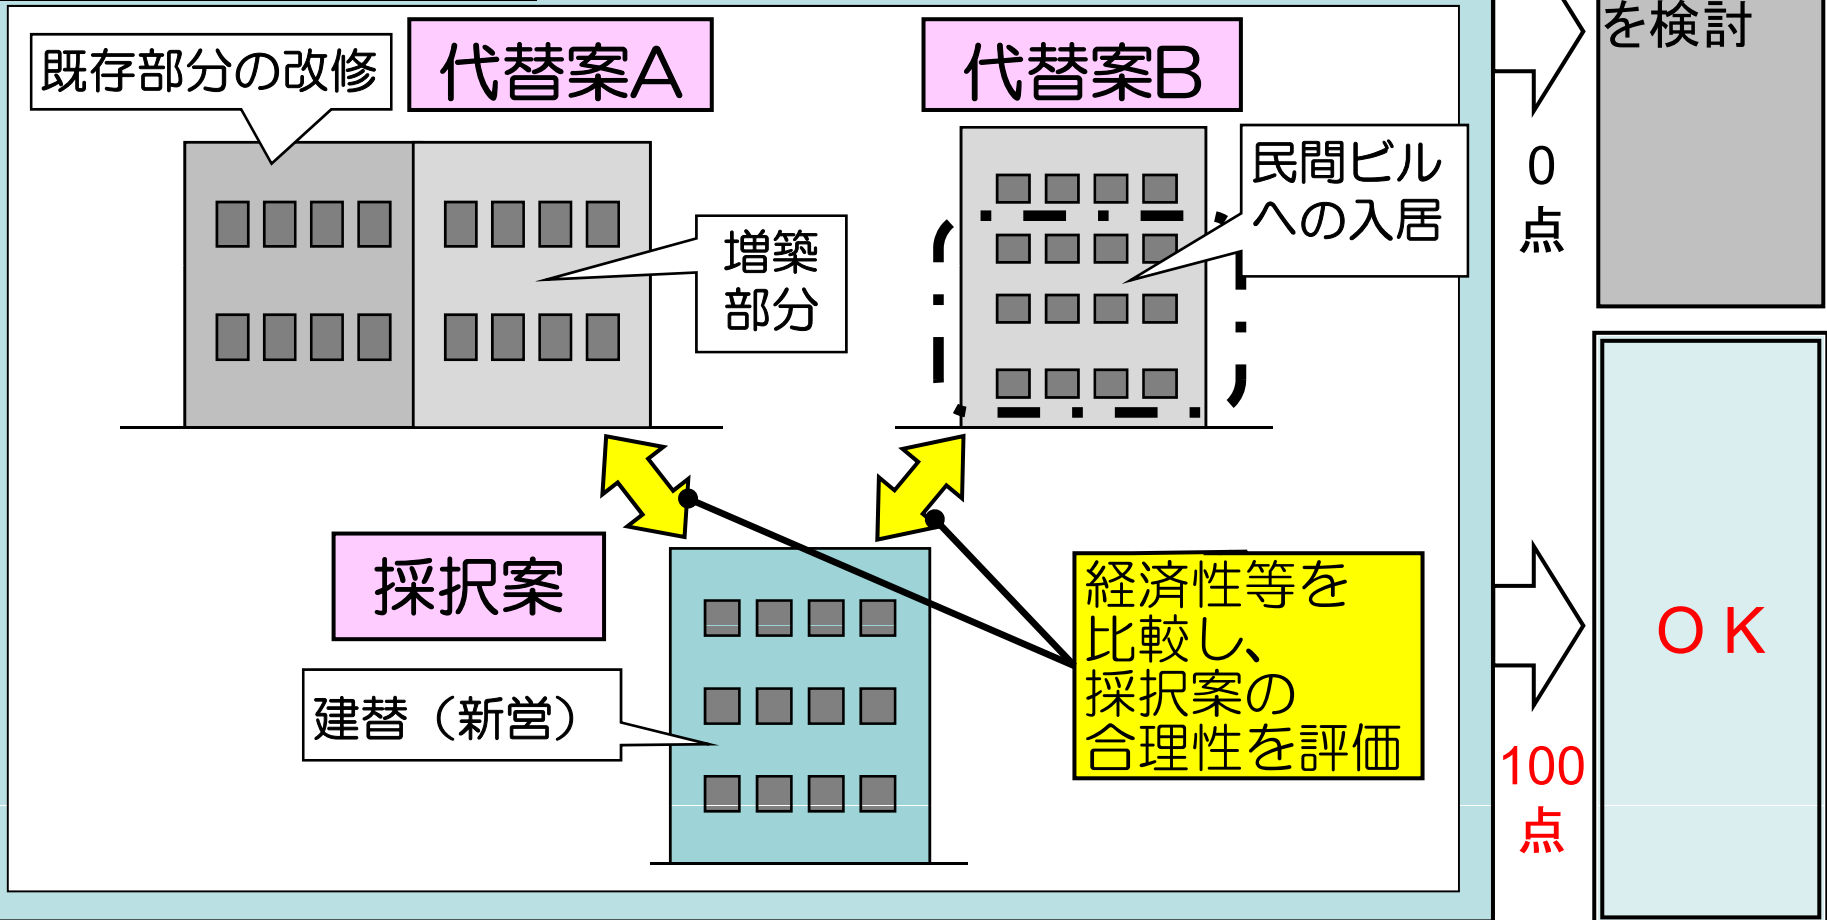 代替案A
代替案B
既存部分の改修
増築
部分
民間ビル
への入居
採択案
建替（新営）
経済性等を
比較し、
採択案の
合理性を評価
0
点
を検討
100
点
ＯＫ